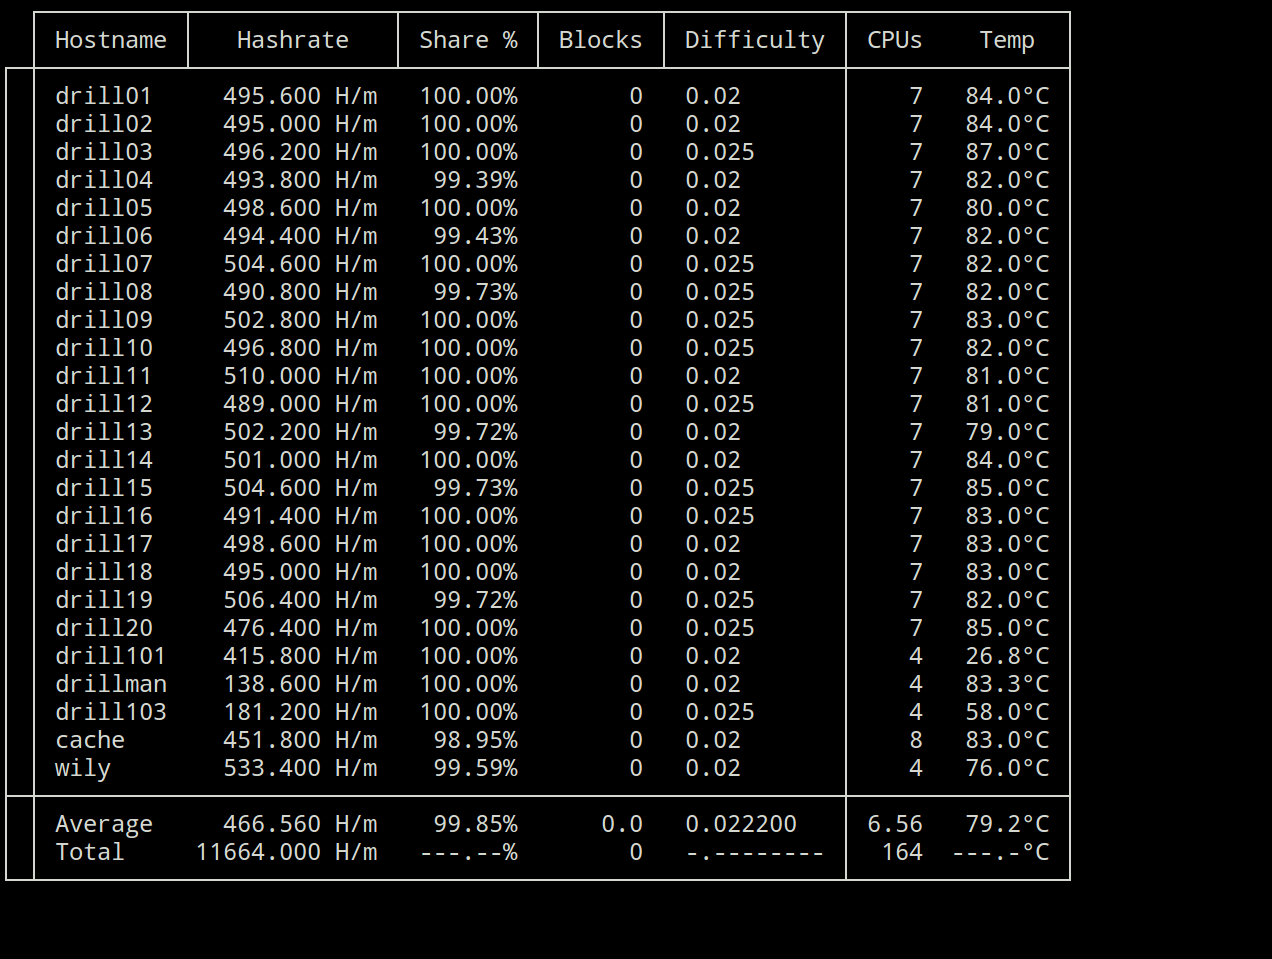 Hostname Hashrate Share % Blocks Difficulty CPUs Temp
drill01 495.600 H/m 100.00% 0 0.02 7 84.0°C
drill02 495.000 H/m 100.00% 0 0.02 7 84.0°C
drill03 496.200 H/m 100.00% 0 0.025 7 87.0°C
drill04 493.800 H/m 99.39% 0 0.02 7 82.0°C
drill05 498.600 H/m 100.00% 0 0.02 7 80.0°C
drill06 494.400 H/m 99.43% 0 0.02 7 82.0°C
drill07 504.600 H/m 100.00% 0 0.025 7 82.0°C
drill08 490.800 H/m 99.73% 0 0.025 7 82.0°C
drill09 502.800 H/m 100.00% 0 0.025 7 83.0°C
drill10 496.800 H/m 100.00% 0 0.025 7 82.0°C
drill11 510.000 H/m 100.00% 0 0.02 7 81.0°C
drill12 489.000 H/m 100.00% 0 0.025 7 81.0°C
drill13 502.200 H/m 99.72% 0 0.02 7 79.0°C
drill14 501.000 H/m 100.00% 0 0.02 7 84.0°C
drill15 504.600 H/m 99.73% 0 0.025 7 85.0°C
drill16 491.400 H/m 100.00% 0 0.025 7 83.0°C
drill17 498.600 H/m 100.00% 0 0.02 7 83.0°C
drill18 495.000 H/m 100.00% 0 0.02 7 83.0°C
drill19 506.400 H/m 99.72% 0 0.025 7 82.0°C
drill20 476.400 H/m 100.00% 0 0.025 7 85.0°C
drill101 415.800 H/m 100.00% 0 0.02 4 26.8°C
drillman 138.600 H/m 100.00% 0 0.02 4 83.3°C
drill103 181.200 H/m 100.00% 0 0.025 4 58.0°C
cache 451.800 H/m 98.95% 0 0.02 8 83.0°C
wily 533.400 H/m 99.59% 0 0.02 4 76.0°C
Average 466.560 H/m 99.85% 0.0 0.022200 6.56 79.2°C
Total 11664.000 H/m ---.--% 0 -.-------- 164 ---.-°C